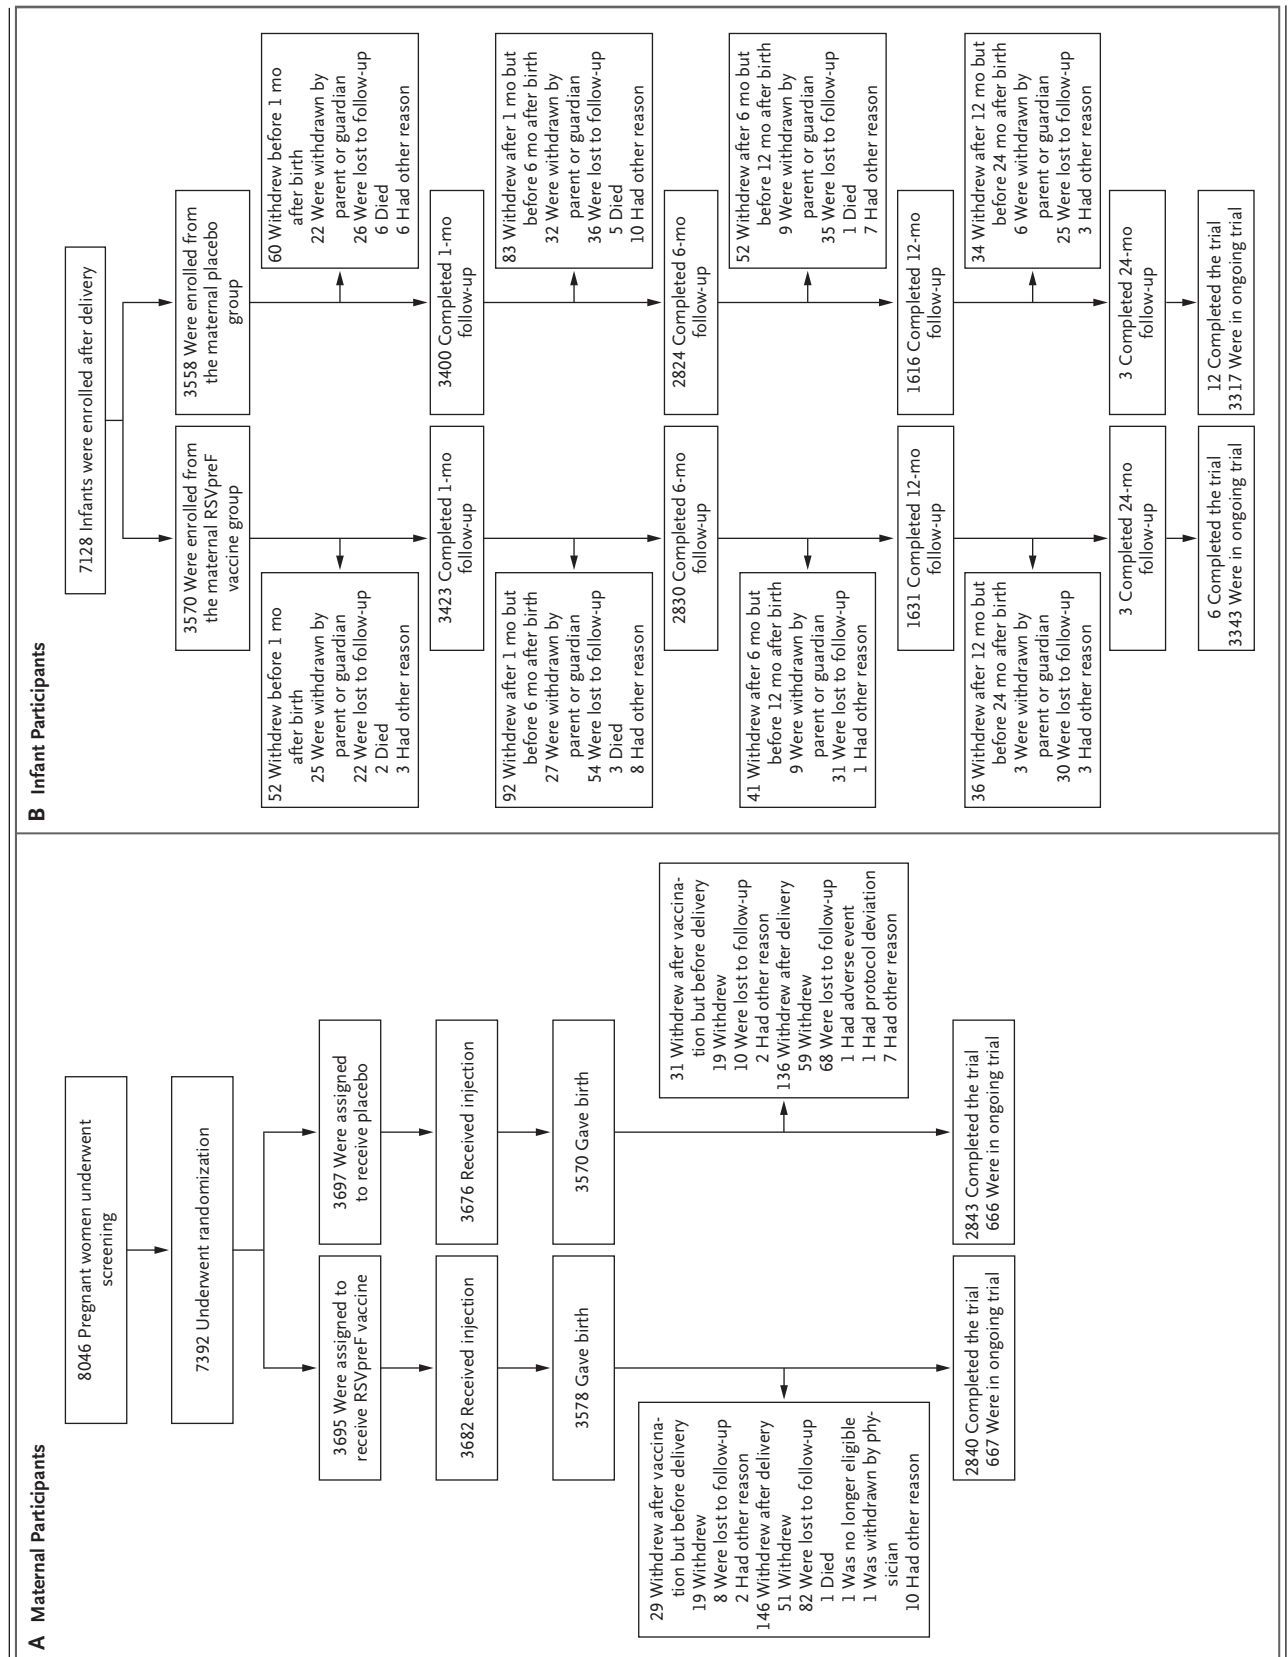 A Maternal Participants
8046 Pregnant women underwent
screening
7392 Underwent randomization
3695 Were assigned to
receive RSVpreF vaccine
3697 Were assigned
to receive placebo
3682 Received injection
3676 Received injection
3578 Gave birth
3570 Gave birth
29 Withdrew after vaccina-
tion but before delivery
19 Withdrew
8 Were lost to follow-up
2 Had other reason
146 Withdrew after delivery
51 Withdrew
82 Were lost to follow-up
1 Died
1 Was no longer eligible
1 Was withdrawn by phy-
sician
10 Had other reason
31 Withdrew after vaccina-
tion but before delivery
19 Withdrew
10 Were lost to follow-up
2 Had other reason
136 Withdrew after delivery
59 Withdrew
68 Were lost to follow-up
1 Had adverse event
1 Had protocol deviation
7 Had other reason
2840 Completed the trial
667 Were in ongoing trial
2843 Completed the trial
666 Were in ongoing trial
B Infant Participants
7128 Infants were enrolled after delivery
3570 Were enrolled from
the maternal RSVpreF
vaccine group
3558 Were enrolled from
the maternal placebo
group
52 Withdrew before 1 mo
after birth
25 Were withdrawn by
parent or guardian
22 Were lost to follow-up
2 Died
3 Had other reason
60 Withdrew before 1 mo
after birth
22 Were withdrawn by
parent or guardian
26 Were lost to follow-up
6 Died
6 Had other reason
3423 Completed 1-mo
follow-up
3400 Completed 1-mo
follow-up
92 Withdrew after 1 mo but
before 6 mo after birth
27 Were withdrawn by
parent or guardian
54 Were lost to follow-up
3 Died
8 Had other reason
83 Withdrew after 1 mo but
before 6 mo after birth
32 Were withdrawn by
parent or guardian
36 Were lost to follow-up
5 Died
10 Had other reason
2830 Completed 6-mo
follow-up
2824 Completed 6-mo
follow-up
41 Withdrew after 6 mo but
before 12 mo after birth
9 Were withdrawn by
parent or guardian
31 Were lost to follow-up
1 Had other reason
52 Withdrew after 6 mo but
before 12 mo after birth
9 Were withdrawn by
parent or guardian
35 Were lost to follow-up
1 Died
7 Had other reason
1631 Completed 12-mo
follow-up
1616 Completed 12-mo
follow-up
36 Withdrew after 12 mo but
before 24 mo after birth
3 Were withdrawn by
parent or guardian
30 Were lost to follow-up
3 Had other reason
34 Withdrew after 12 mo but
before 24 mo after birth
6 Were withdrawn by
parent or guardian
25 Were lost to follow-up
3 Had other reason
3 Completed 24-mo
follow-up
3 Completed 24-mo
follow-up
6 Completed the trial
3343 Were in ongoing trial
12 Completed the trial
3317 Were in ongoing trial